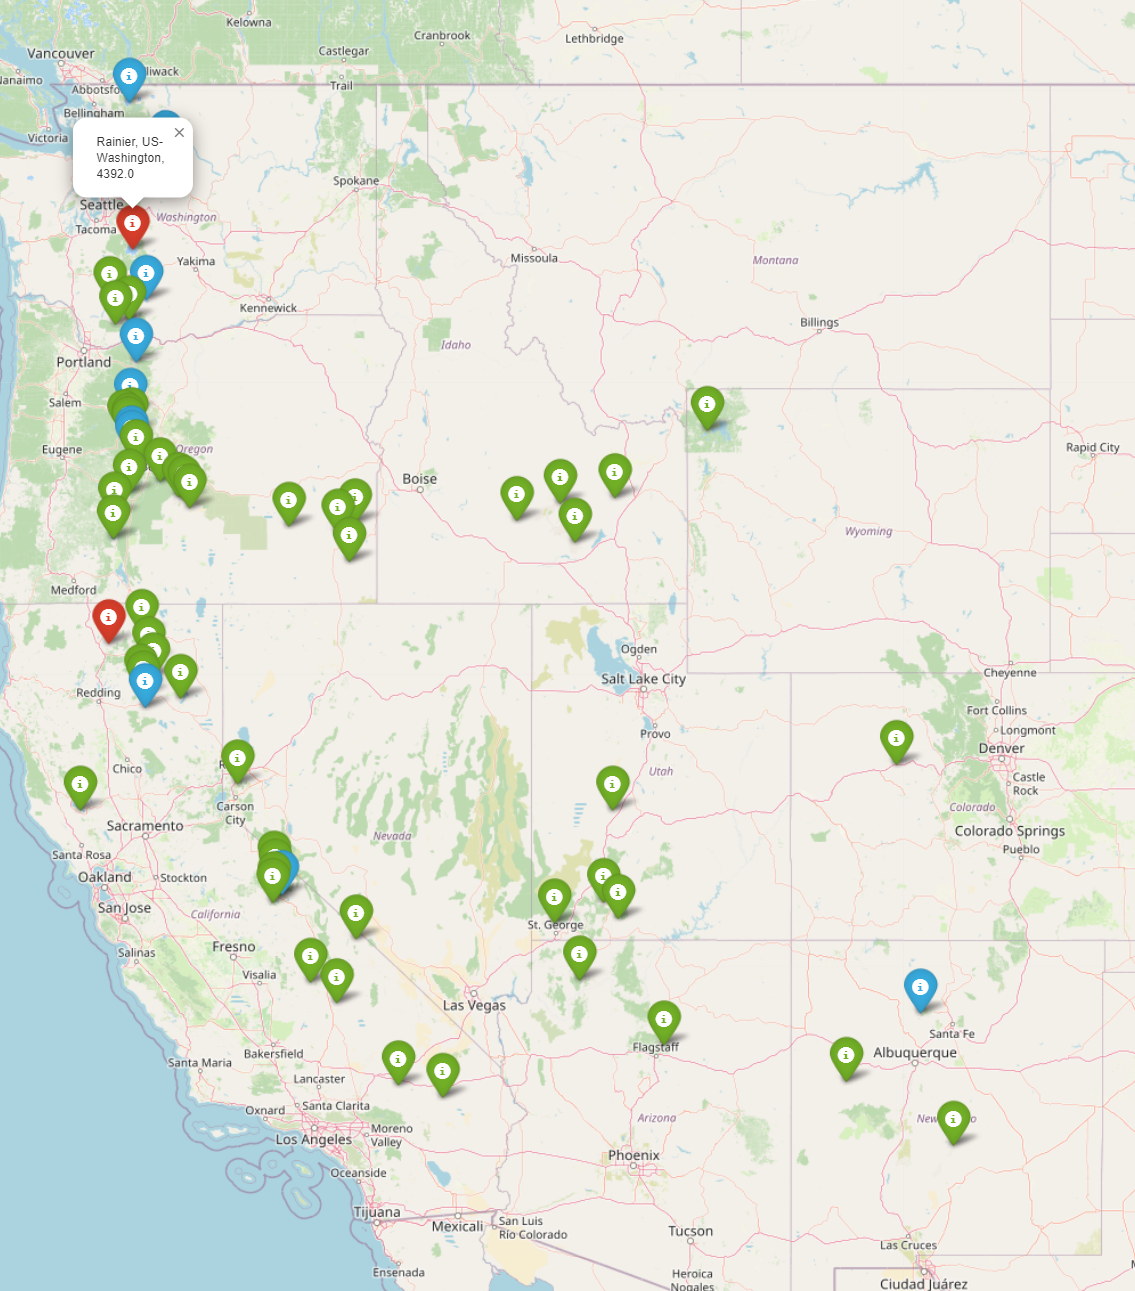 Kelowna
Cranbrook
Lethbridge
Castlegar
Vancouver
Trail
Abbotsfo
Bellingham
Victoria
Rainier, US-
Washington,
4392.0
×
Spokane
Seattle
Washington
Tacoma
Yakima
Missoula
Montana
Kennewick
Billings
Portland
Idaho
Salem
Eugene
Oregon
Rapid City
Boise
Wyoming
Medford
Ogden
Salt Lake City
Redding
Cheyenne
Fort Collins
Longmont
Provo
Denver
Chico
Utah
Castle
Rock
Carson
City
Colorado
Sacramento
Nevada
Colorado Springs
Santa Rosa
Pueblo
Oakland
Stockton
San Jose
California
St. George
Salinas
Fresno
Visalia
Las Vegas
Santa Fe
Flagstaff
Albuquerque
Santa Maria
Bakersfield
Lancaster
Oxnard
Santa Clarita
Los Angeles
Moreno
Valley
Arizona
Phoenix
Oceanside
Tijuana
Mexicali
San Luis
Río Colorado
Tucson
Las Cruces
Ensenada
Heroica
Nogales
Ciudad Juárez